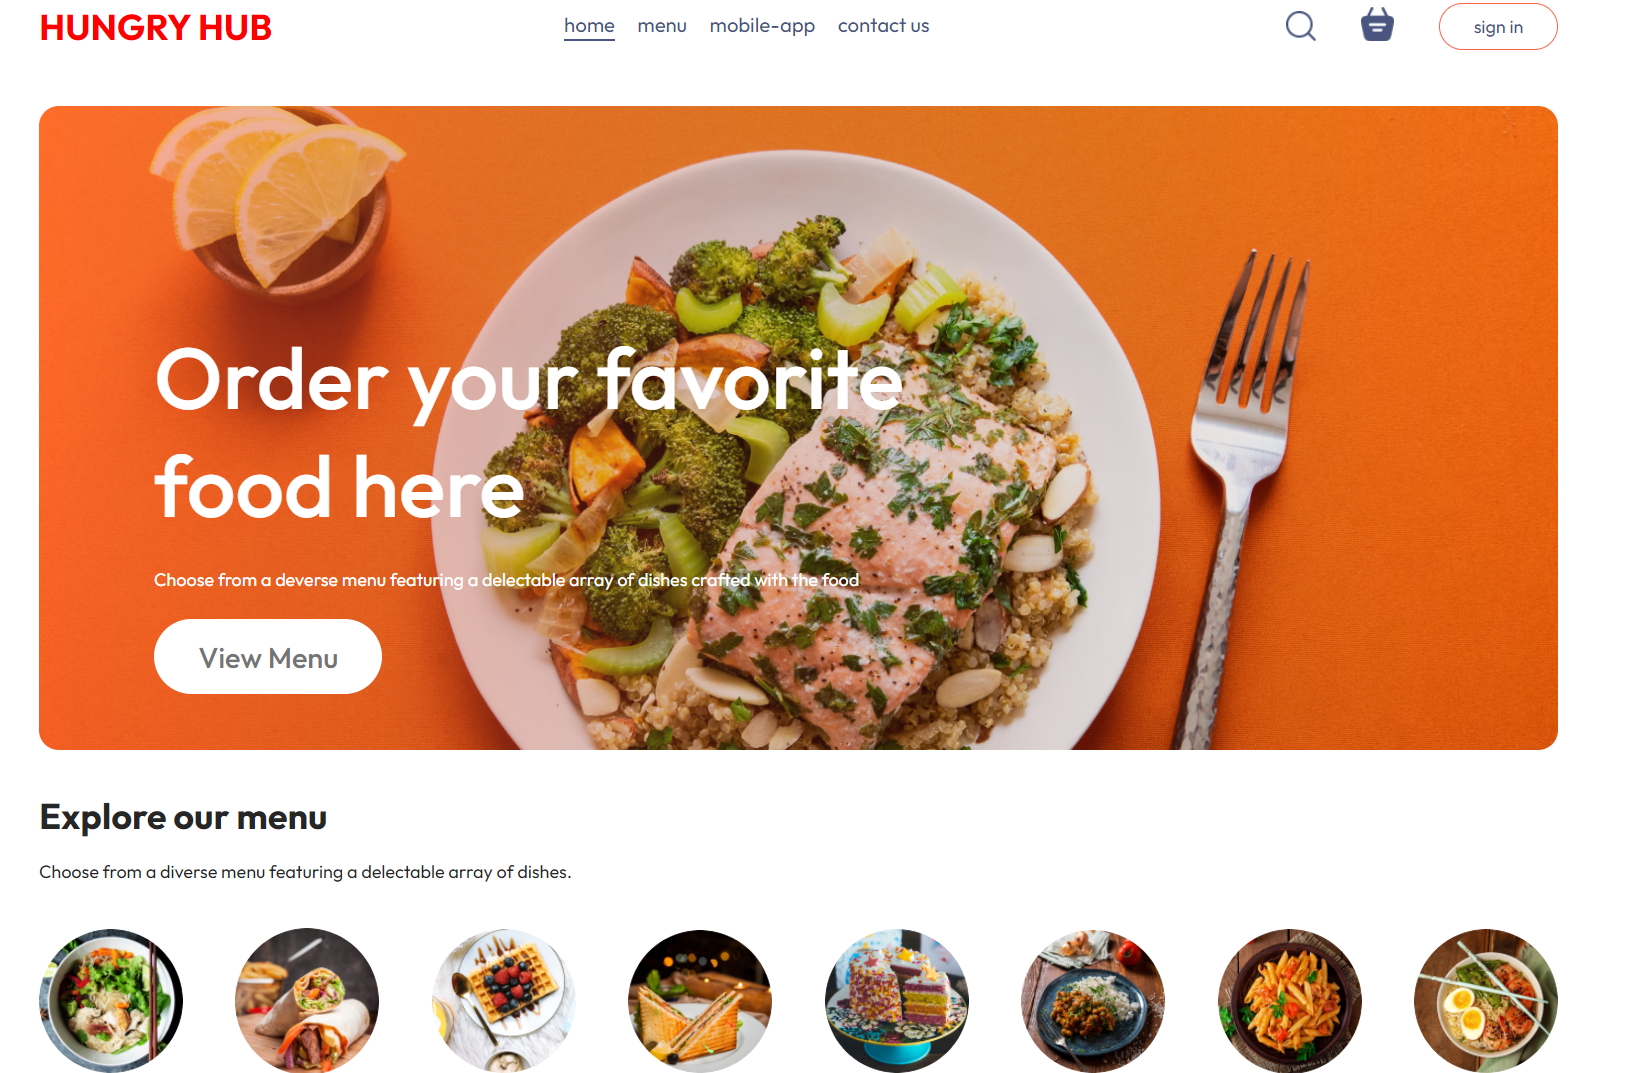 HUNGRY HUB
home menu mobile-app contact us
sign in
Order your favorite
food here
Choose from a deverse menu featuring a delectable array of dishes crafted with the food
View Menu
Explore our menu
Choose from a diverse menu featuring a delectable array of dishes.